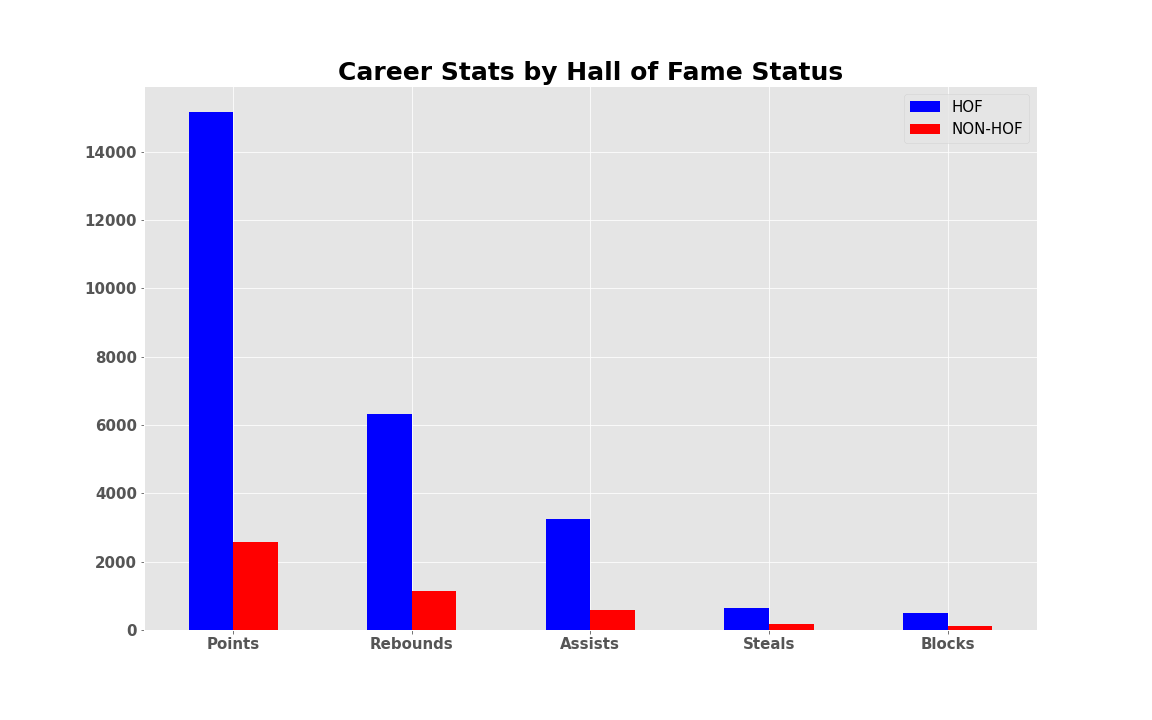 Career Stats by Hall of Fame Status
HOF
NON-HOF
14000
12000
10000
8000
6000
4000
2000
0
Points Rebounds Assists Steals Blocks